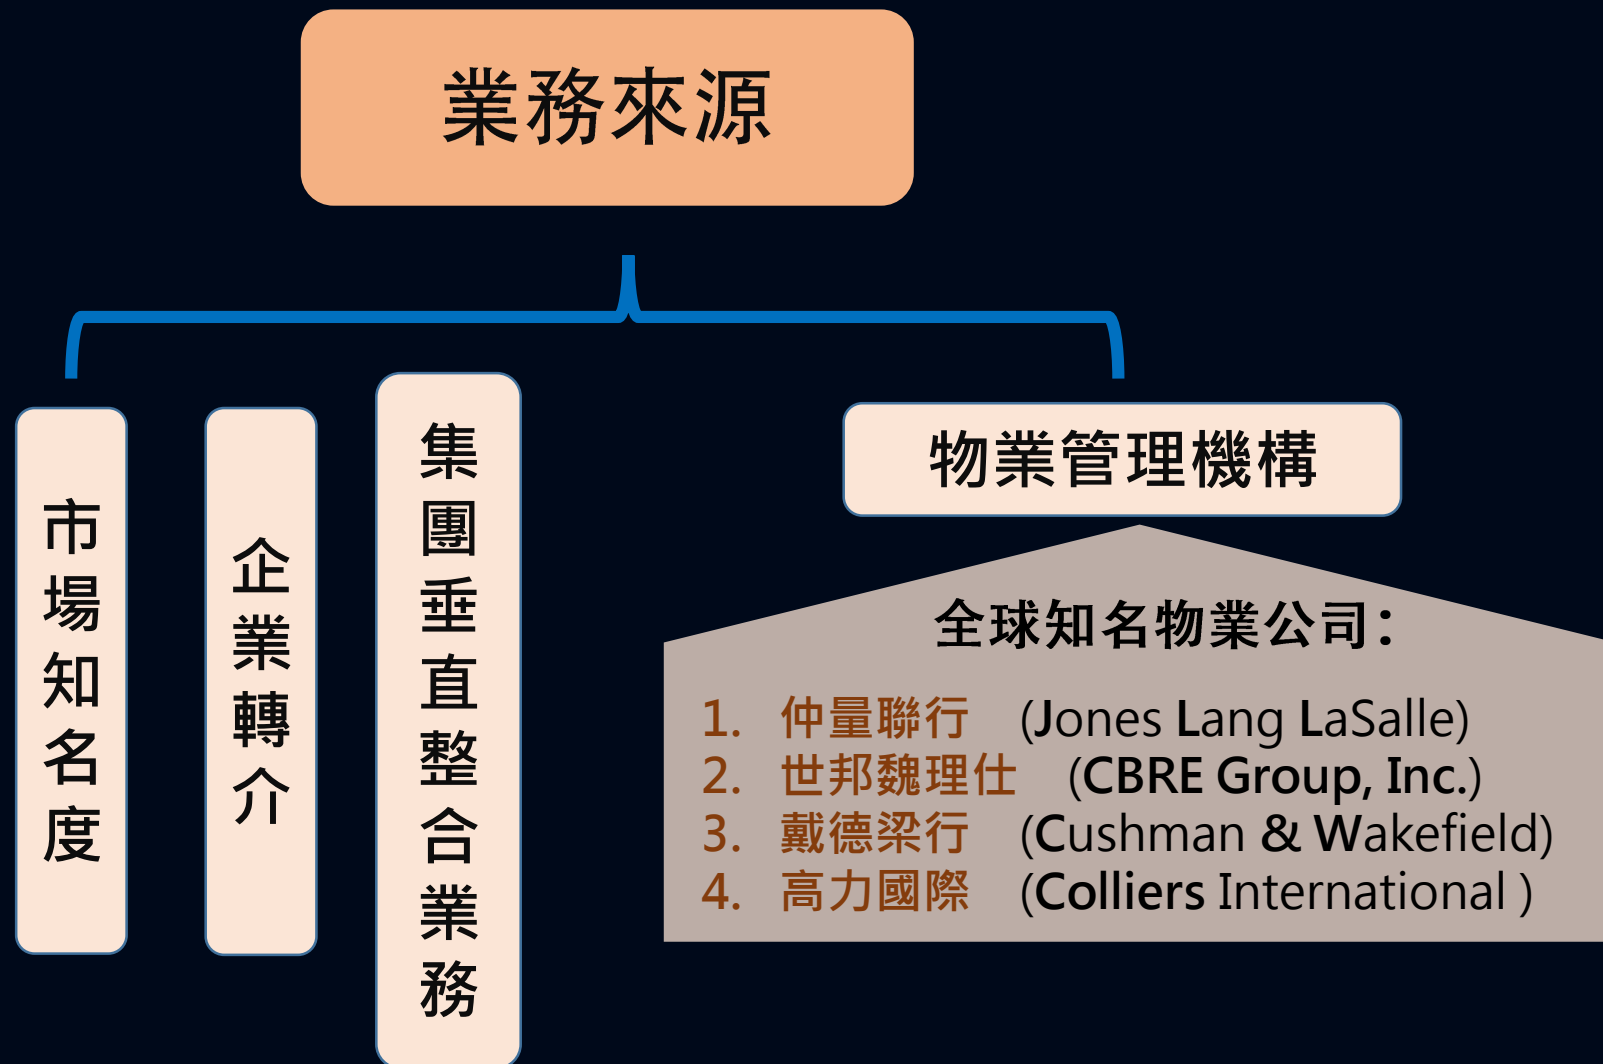 業務來源
市場知名度
企業轉介
集團垂直整合業務
物業管理機構
全球知名物業公司：
1. 仲量聯行 (Jones Lang LaSalle)
2. 世邦魏理仕 (CBRE Group, Inc.)
3. 戴德梁行 (Cushman & Wakefield)
4. 高力國際 (Colliers International )